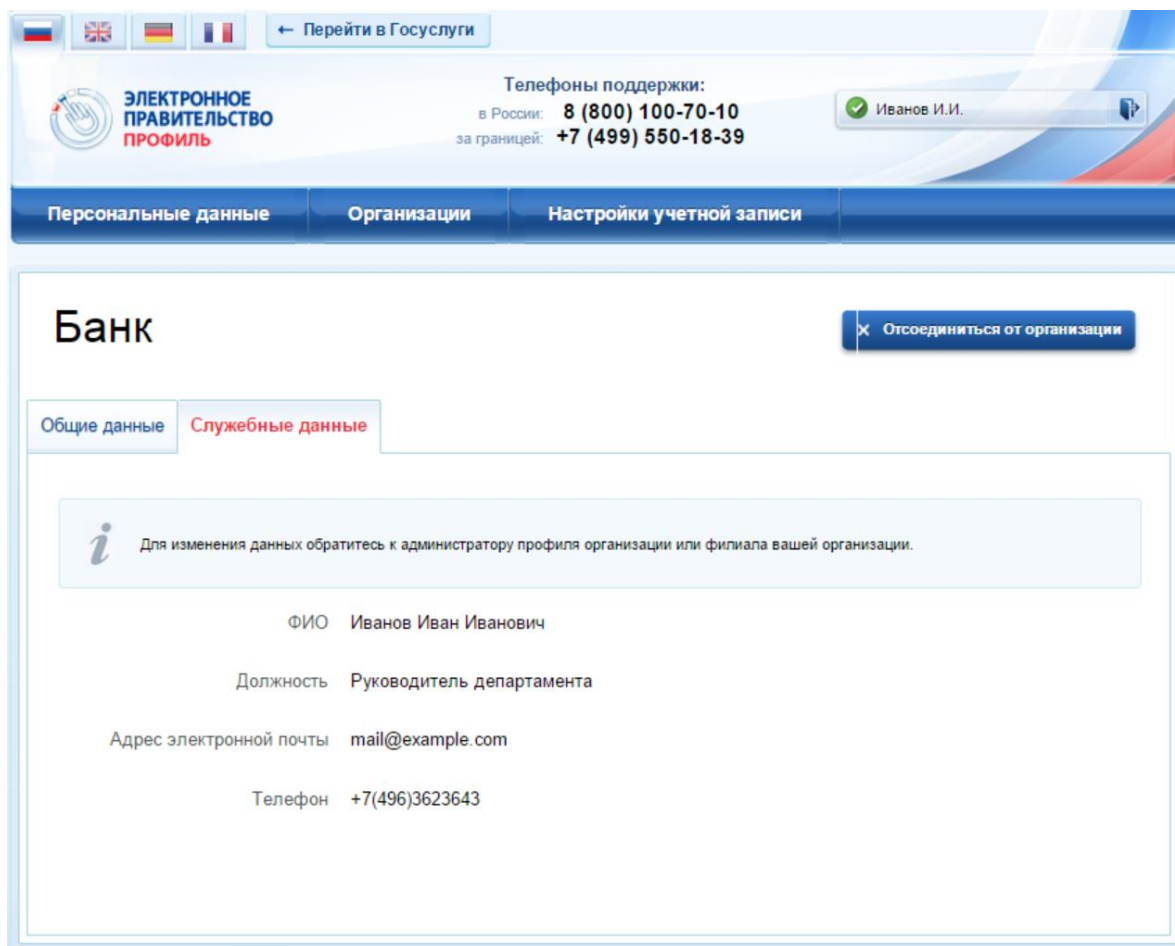 ← Перейти в Госуслуги
ЭЛЕКТРОННОЕ
ПРАВИТЕЛЬСТВО
ПРОФИЛЬ
Телефоны поддержки:
в России: 8 (800) 100-70-10
за границей: +7 (499) 550-18-39
Иванов И.И.
Персональные данные Организации Настройки учетной записи
Банк
× Отсоединиться от организации
Общие данные Служебные данные
Для изменения данных обратитесь к администратору профиля организации или филиала вашей организации.
ФИО Иванов Иван Иванович
Должность Руководитель департамента
Адрес электронной почты mail@example.com
Телефон +7(496)3623643